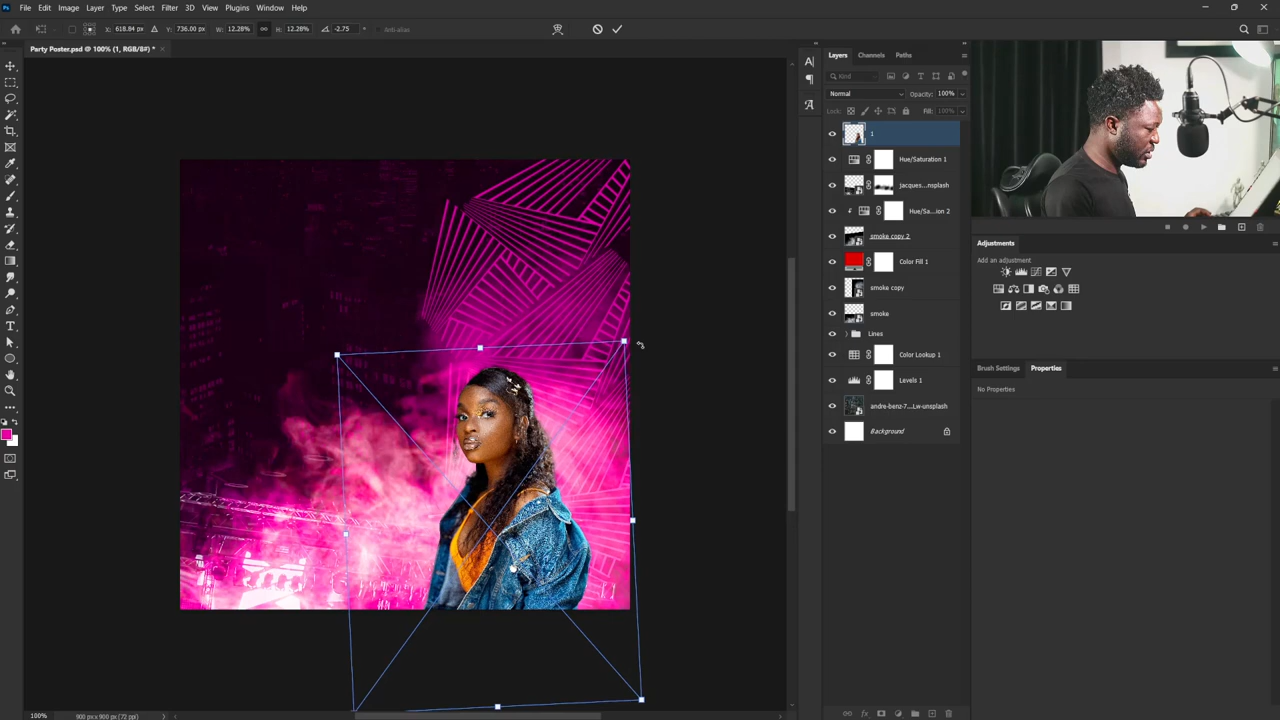 File Edit Image Layer Type Select Filter 3D View Plugins Window Help
X: 618.84 px Y: 736.00 px W: 12.28% H: 12.28% -2.75 Anti-alias
Party Poster.psd @ 100% (1, RGB/8#) *
Layers Channels Paths
Kind
Normal Opacity: 100%
Lock: Fill: 100%
1
Hue/Saturation 1
jacques...nsplash
Hue/Sa...ion 2
smoke copy 2
Color Fill 1
smoke copy
smoke
Lines
Color Lookup 1
Levels 1
andre-benz-7...Lw-unsplash
Background
Adjustments
Add an adjustment
Brush Settings Properties
No Properties
100% 900 px x 900 px (72 ppi)